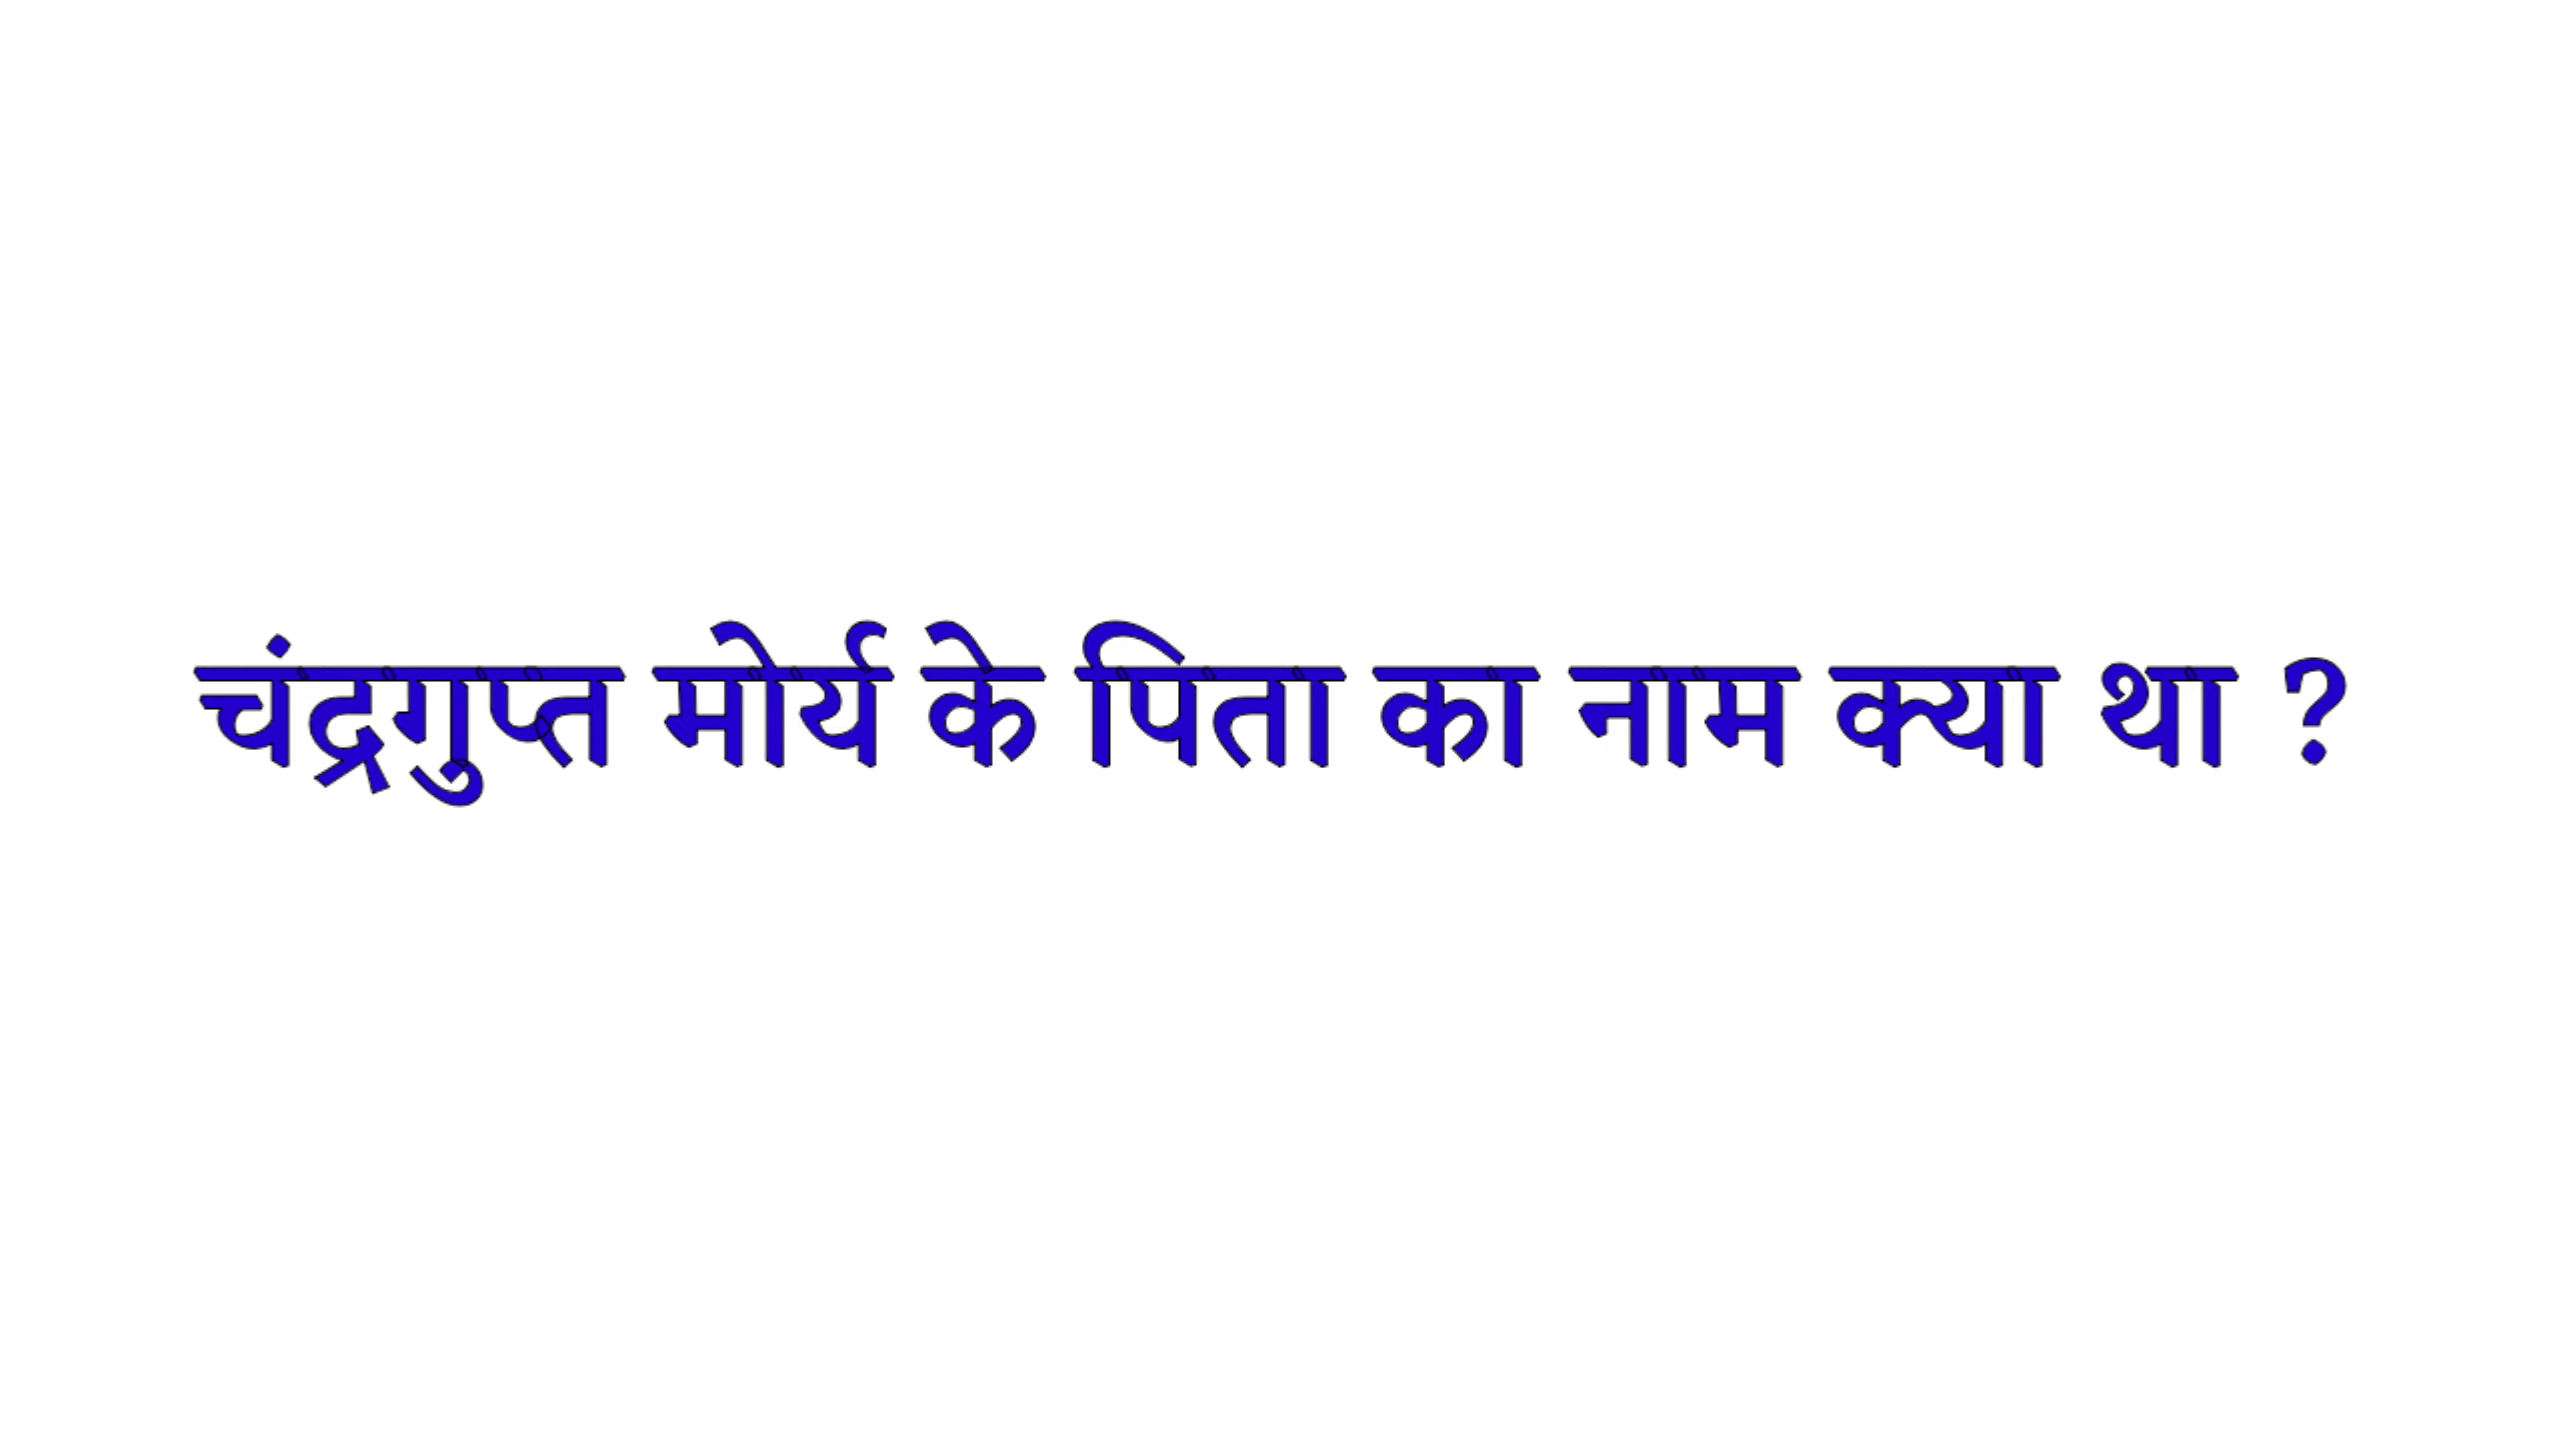 चंद्रगुप्त मोर्य के पिता का नाम क्या था ?